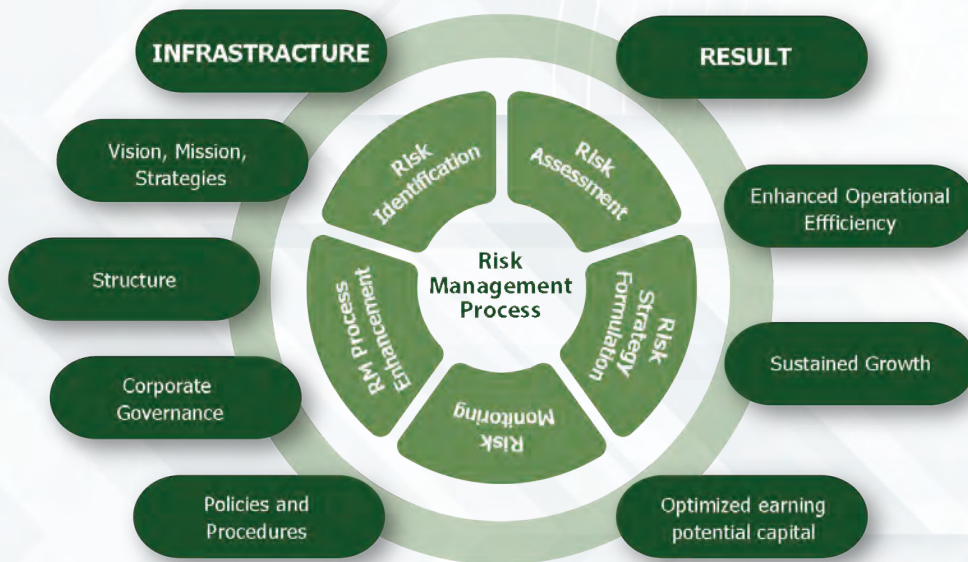 INFRASTRACTURE
Vision, Mission,
Strategies
Structure
Corporate
Governance
Policies and
Procedures
Risk
Identification
Risk
Assessment
Risk
Strategy
Formulation
Risk
Monitoring
RM Process
Enhancement
Risk
Management
Process
RESULT
Enhanced Operational
Effficiency
Sustained Growth
Optimized earning
potential capital